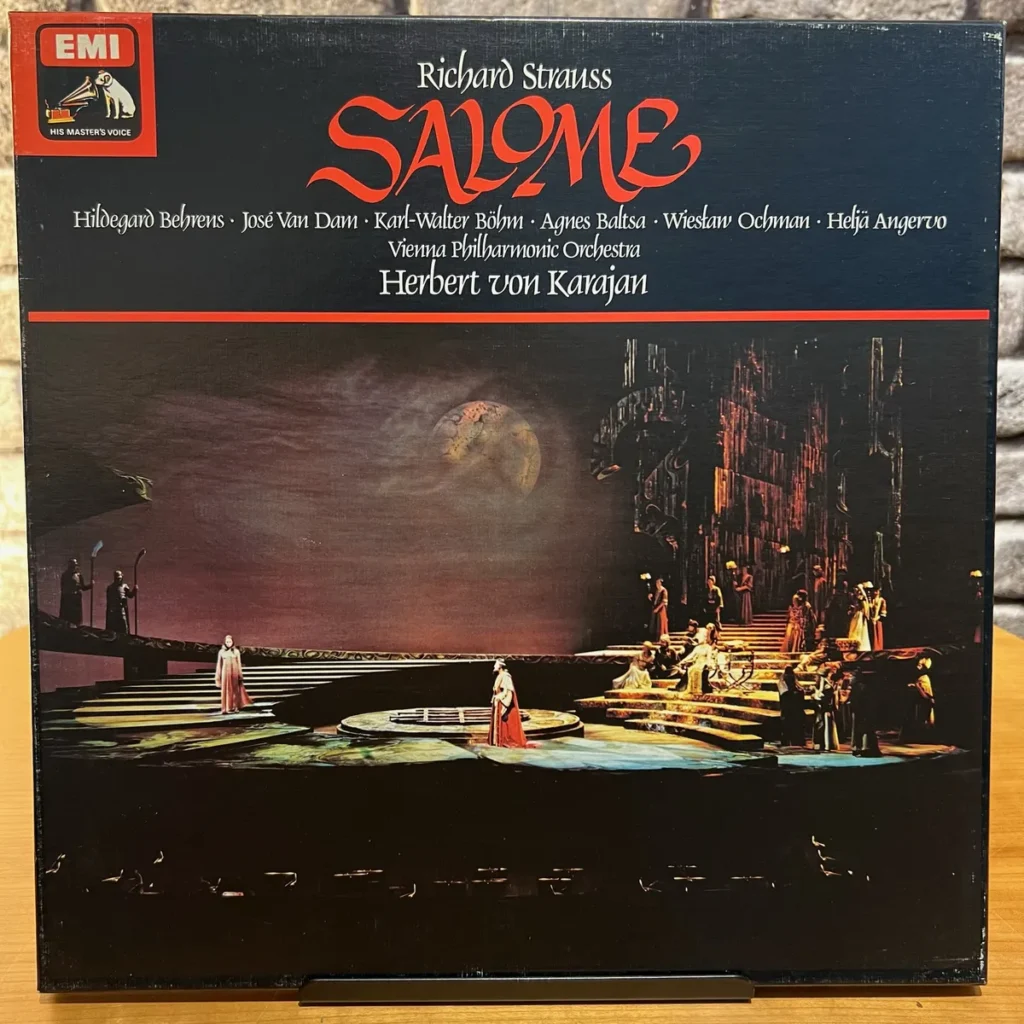 EMI
HIS MASTER'S VOICE
Richard Strauss
SALOME
Hildegard Behrens · José Van Dam · Karl-Walter Böhm · Agnes Baltsa · Wiesław Ochman · Heljä Angervo
Vienna Philharmonic Orchestra
Herbert von Karajan